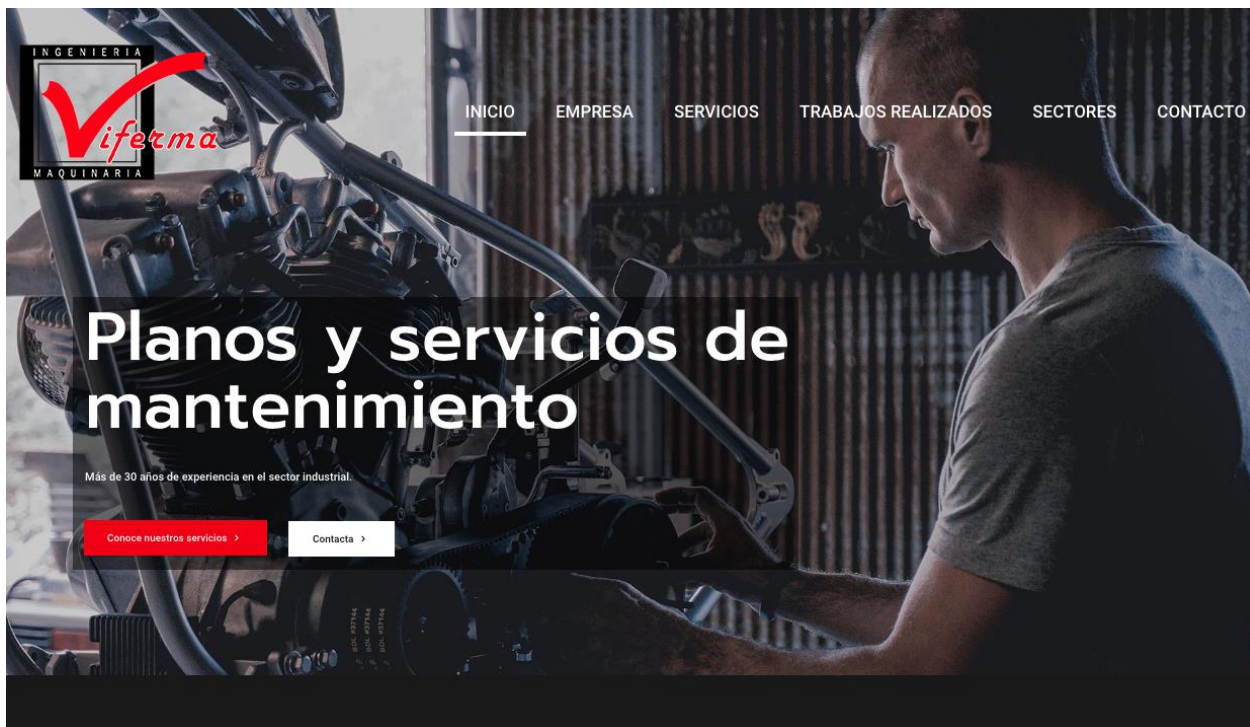 INGENIERIA
Viferma
MAQUINARIA
INICIO EMPRESA SERVICIOS TRABAJOS REALIZADOS SECTORES CONTACTO
Planos y servicios de
mantenimiento
Más de 30 años de experiencia en el sector industrial.
Conoce nuestros servicios >
Contacta >